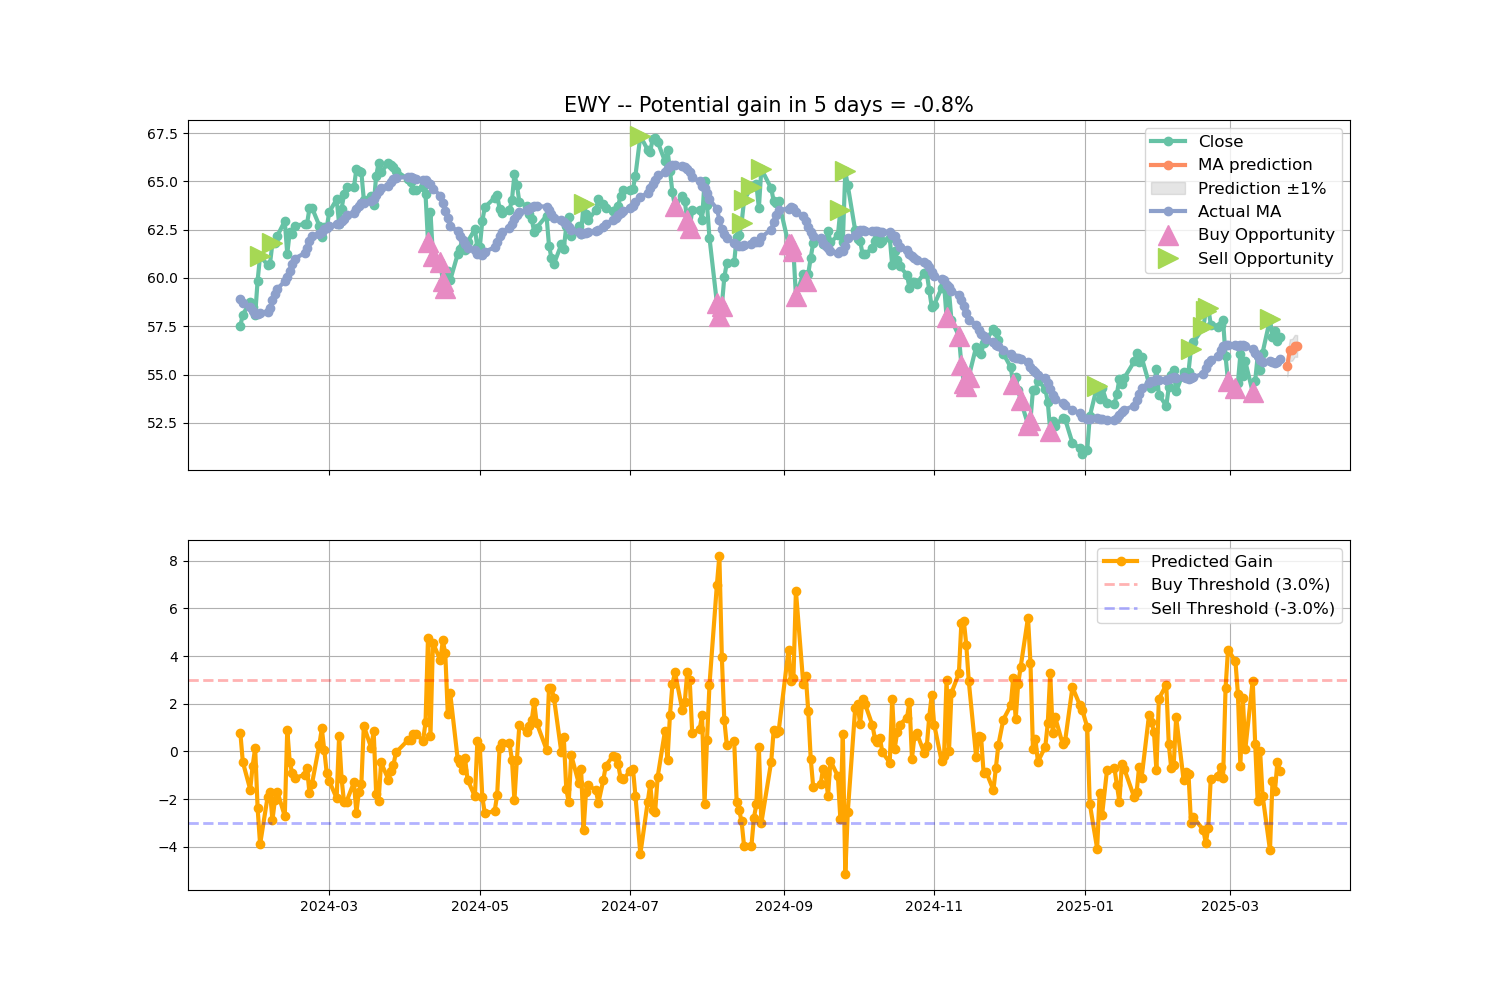 EWY -- Potential gain in 5 days = -0.8%
67.5
65.0
62.5
60.0
57.5
55.0
52.5
Close
MA prediction
Prediction ±1%
Actual MA
Buy Opportunity
Sell Opportunity
8
6
4
2
0
−2
−4
Predicted Gain
Buy Threshold (3.0%)
Sell Threshold (-3.0%)
2024-03
2024-05
2024-07
2024-09
2024-11
2025-01
2025-03